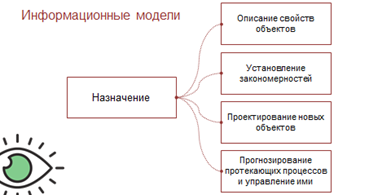 Информационные модели
Назначение
Описание свойств
объектов
Установление
закономерностей
Проектирование новых
объектов
Прогнозирование
протекающих процессов
и управление ими